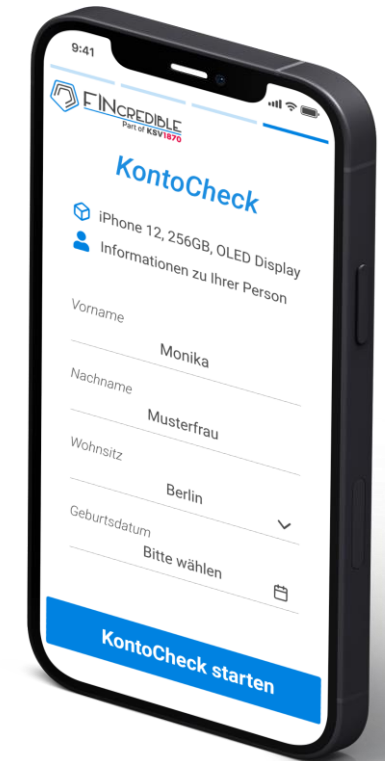 9:41
FINCREDIBLE
Part of KSV1870
KontoCheck
iPhone 12, 256GB, OLED Display
Informationen zu Ihrer Person
Vorname
Monika
Nachname
Musterfrau
Wohnsitz
Berlin
Geburtsdatum
Bitte wählen
KontoCheck starten